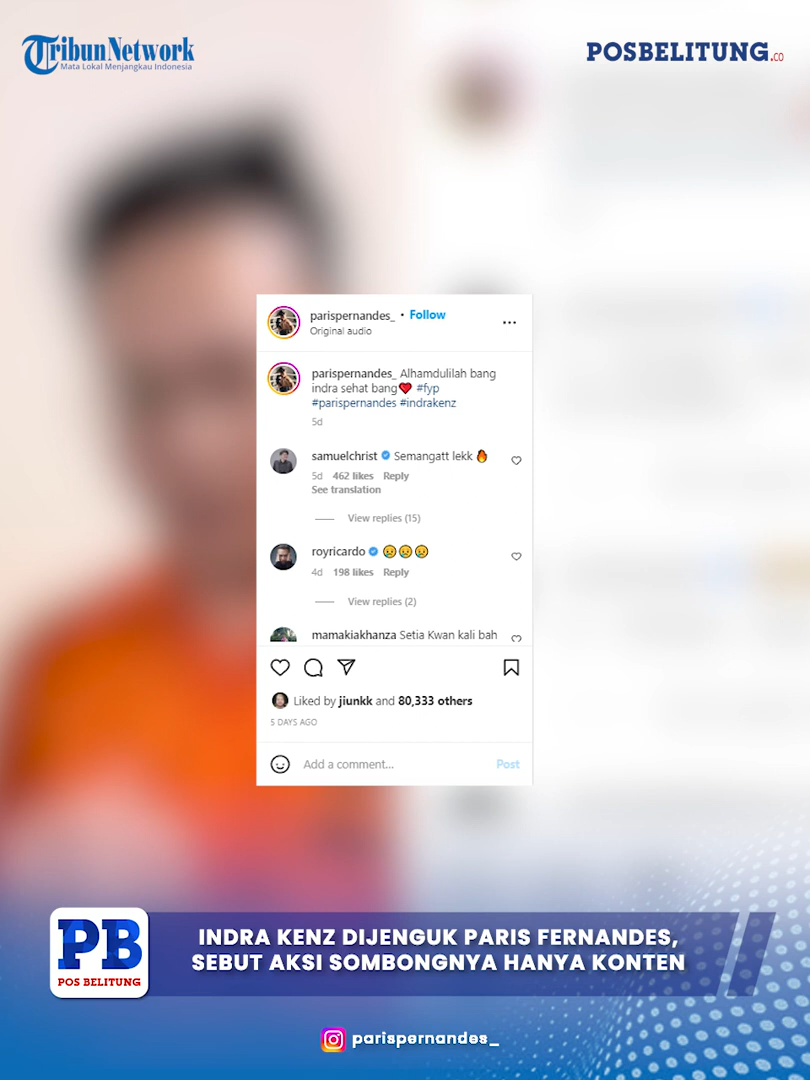 Tribun Network
Mata Lokal Menjangkau Indonesia
POSBELITUNG.CO
parispernandes_ • Follow
Original audio
parispernandes_ Alhamdulilah bang
indra sehat bang❤️ #fyp
#parispernandes #indrakenz
5d
samuelchrist Semangatt lekk 🔥
5d 462 likes Reply
See translation
View replies (15)
royricardo 😢😢😢
4d 198 likes Reply
View replies (2)
mamakiakhanza Setia Kwan kali bah
Liked by jiunkk and 80,333 others
5 DAYS AGO
Add a comment... Post
PB
POS BELITUNG
INDRA KENZ DIJENGUK PARIS FERNANDES,
SEBUT AKSI SOMBONGNYA HANYA KONTEN
parispernandes_